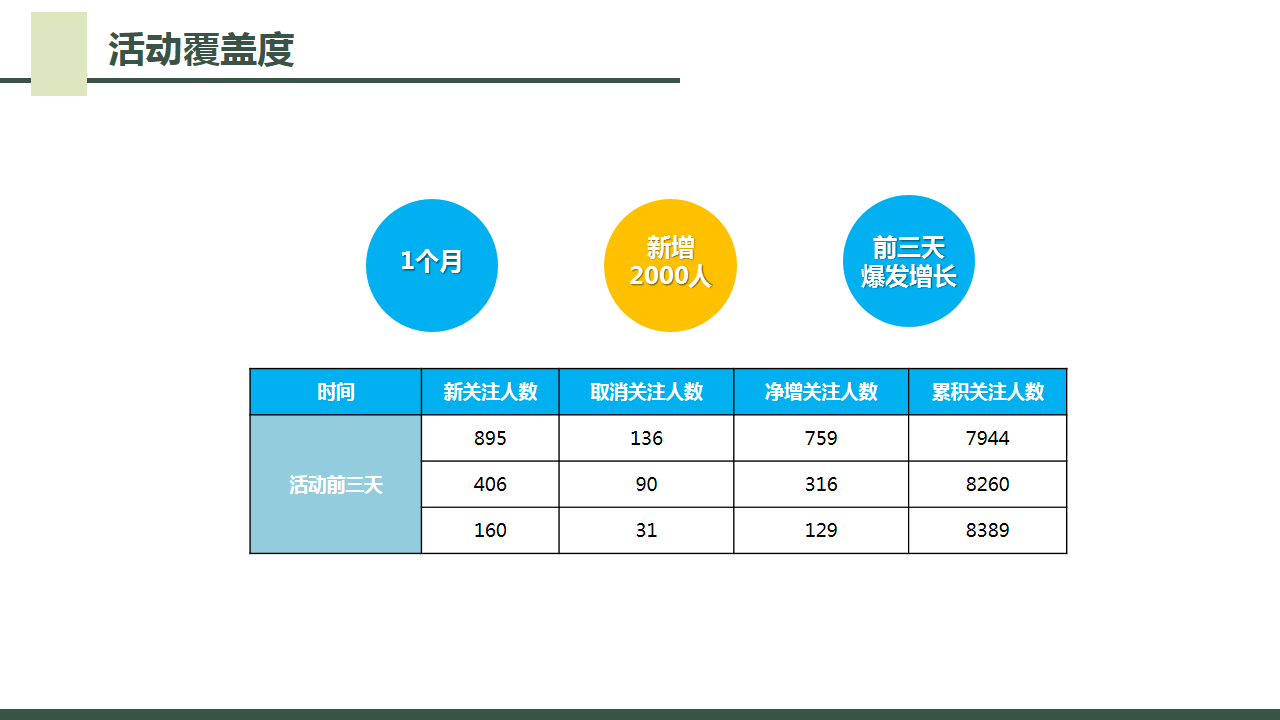 活动覆盖度
1个月
新增
2000人
前三天
爆发增长
时间 新关注人数 取消关注人数 净增关注人数 累积关注人数
活动前三天
895 136 759 7944
406 90 316 8260
160 31 129 8389